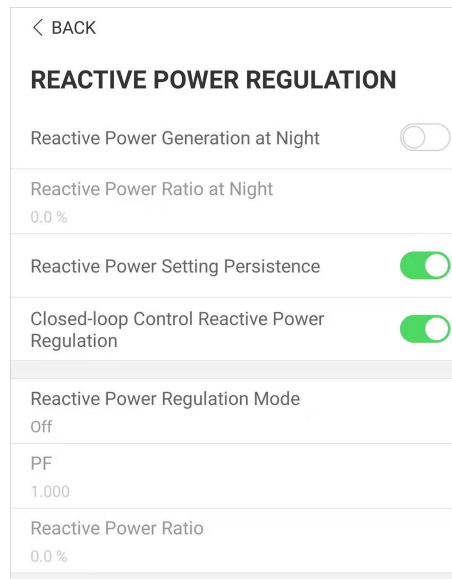 BACK
REACTIVE POWER REGULATION
Reactive Power Generation at Night
Reactive Power Ratio at Night
0.0 %
Reactive Power Setting Persistence
Closed-loop Control Reactive Power
Regulation
Reactive Power Regulation Mode
Off
PF
1.000
Reactive Power Ratio
0.0 %